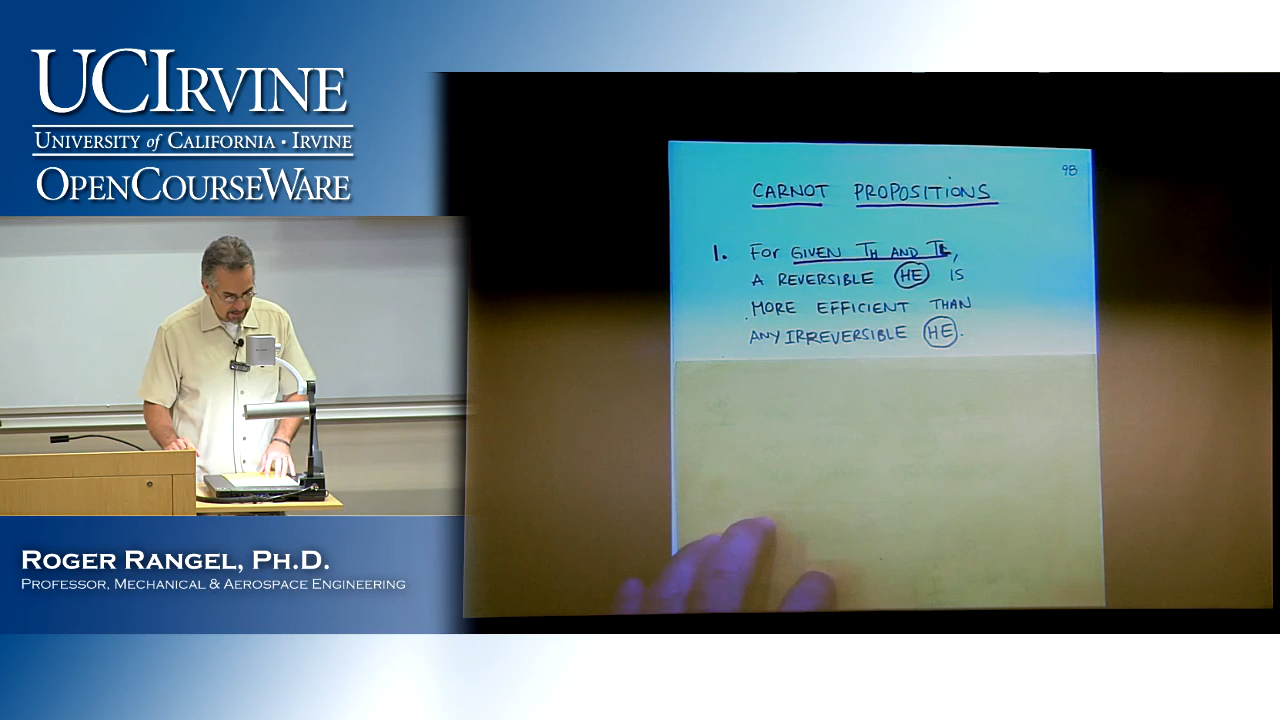 UCIRVINE
UNIVERSITY of CALIFORNIA • IRVINE
OPENCOURSEWARE
ROGER RANGEL, PH.D.
PROFESSOR, MECHANICAL & AEROSPACE ENGINEERING
98
CARNOT PROPOSITIONS
1. For GIVEN TH AND TL,
A REVERSIBLE HE IS
MORE EFFICIENT THAN
ANY IRREVERSIBLE HE.